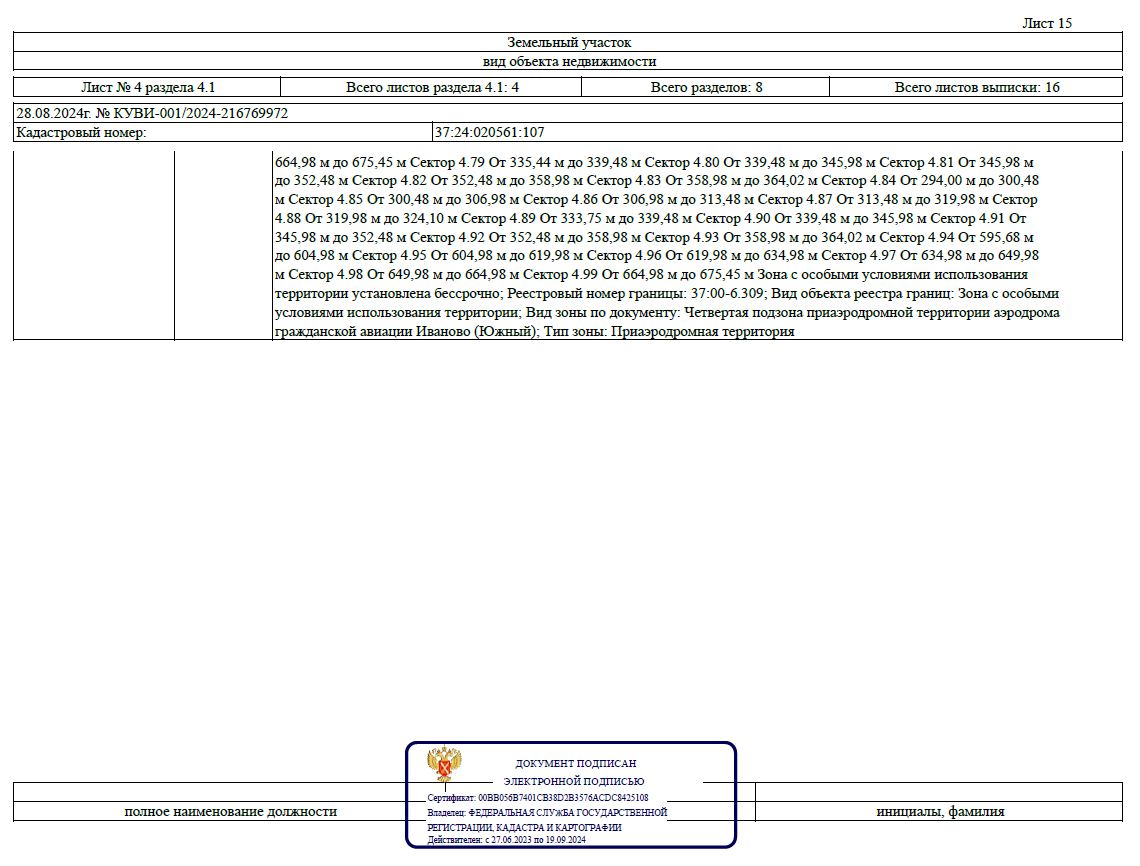 Лист 15
Земельный участок
вид объекта недвижимости
Лист № 4 раздела 4.1 Всего листов раздела 4.1: 4 Всего разделов: 8 Всего листов выписки: 16
28.08.2024г. № КУВИ-001/2024-216769972
Кадастровый номер: 37:24:020561:107
664,98 м до 675,45 м Сектор 4.79 От 335,44 м до 339,48 м Сектор 4.80 От 339,48 м до 345,98 м Сектор 4.81 От 345,98 м
до 352,48 м Сектор 4.82 От 352,48 м до 358,98 м Сектор 4.83 От 358,98 м до 364,02 м Сектор 4.84 От 294,00 м до 300,48
м Сектор 4.85 От 300,48 м до 306,98 м Сектор 4.86 От 306,98 м до 313,48 м Сектор 4.87 От 313,48 м до 319,98 м Сектор
4.88 От 319,98 м до 324,10 м Сектор 4.89 От 333,75 м до 339,48 м Сектор 4.90 От 339,48 м до 345,98 м Сектор 4.91 От
345,98 м до 352,48 м Сектор 4.92 От 352,48 м до 358,98 м Сектор 4.93 От 358,98 м до 364,02 м Сектор 4.94 От 595,68 м
до 604,98 м Сектор 4.95 От 604,98 м до 619,98 м Сектор 4.96 От 619,98 м до 634,98 м Сектор 4.97 От 634,98 м до 649,98
м Сектор 4.98 От 649,98 м до 664,98 м Сектор 4.99 От 664,98 м до 675,45 м Зона с особыми условиями использования
территории установлена бессрочно; Реестровый номер границы: 37:00-6.309; Вид объекта реестра границ: Зона с особыми
условиями использования территории; Вид зоны по документу: Четвертая подзона приаэродромной территории аэродрома
гражданской авиации Иваново (Южный); Тип зоны: Приаэродромная территория
ДОКУМЕНТ ПОДПИСАН
ЭЛЕКТРОННОЙ ПОДПИСЬЮ
Сертификат: 00BB056B7401CB38D2B3576ACDC8425108
Владелец: ФЕДЕРАЛЬНАЯ СЛУЖБА ГОСУДАРСТВЕННОЙ
РЕГИСТРАЦИИ, КАДАСТРА И КАРТОГРАФИИ
Действителен: с 27.06.2023 по 19.09.2024
полное наименование должности инициалы, фамилия